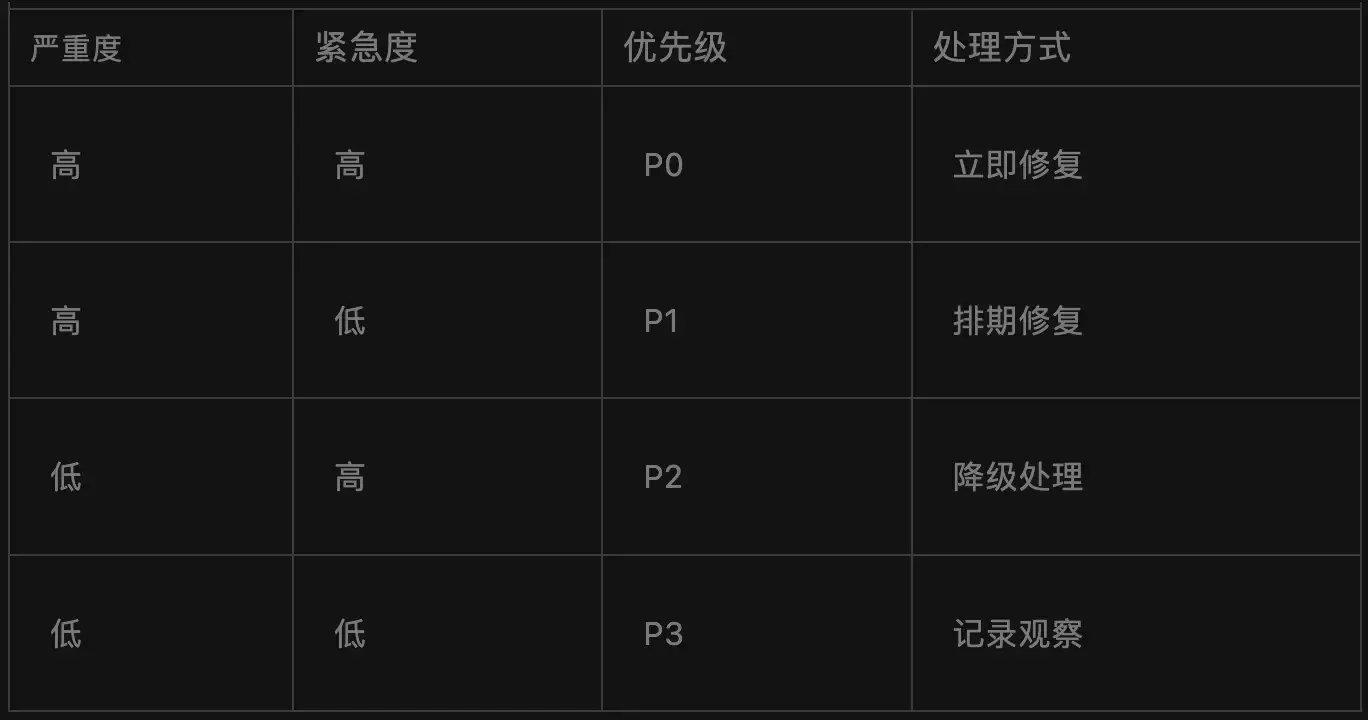 严重度 紧急度 优先级 处理方式
高 高 P0 立即修复
高 低 P1 排期修复
低 高 P2 降级处理
低 低 P3 记录观察